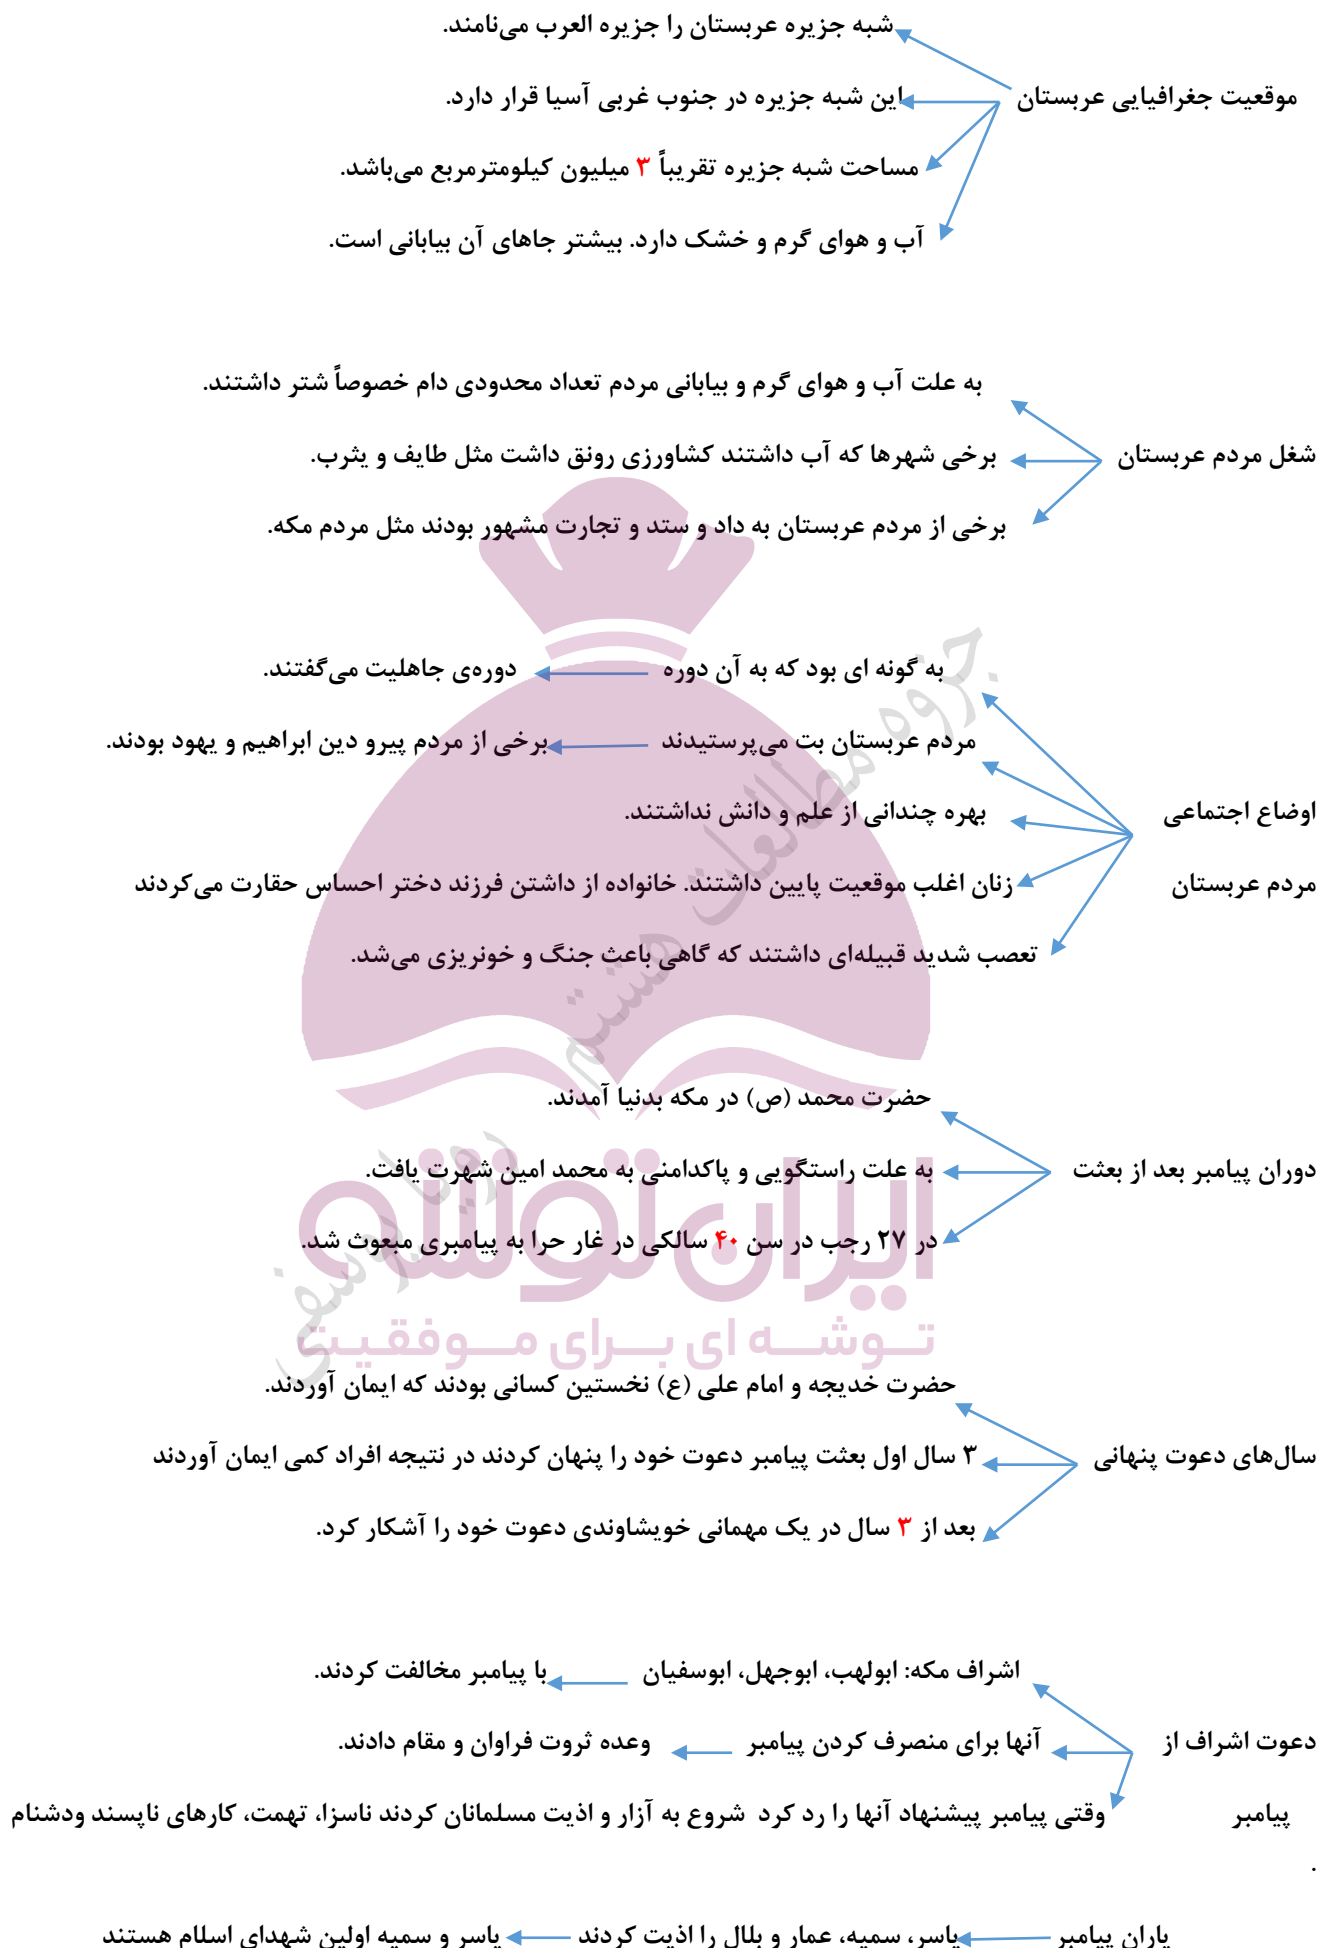 شبه جزیره عربستان را جزیره العرب می‌نامند.
موقعیت جغرافیایی عربستان این شبه جزیره در جنوب غربی آسیا قرار دارد.
مساحت شبه جزیره تقریباً ۳ میلیون کیلومترمربع می‌باشد.
آب و هوای گرم و خشک دارد. بیشتر جاهای آن بیابانی است.
به علت آب و هوای گرم و بیابانی مردم تعداد محدودی دام خصوصاً شتر داشتند.
شغل مردم عربستان برخی شهرها که آب داشتند کشاورزی رونق داشت مثل طایف و یثرب.
برخی از مردم عربستان به داد و ستد و تجارت مشهور بودند مثل مردم مکه.
به گونه ای بود که به آن دوره دوره‌ی جاهلیت می‌گفتند.
مردم عربستان بت می‌پرستیدند برخی از مردم پیرو دین ابراهیم و یهود بودند.
اوضاع اجتماعی بهره چندانی از علم و دانش نداشتند.
مردم عربستان زنان اغلب موقعیت پایین داشتند. خانواده از داشتن فرزند دختر احساس حقارت می‌کردند
تعصب شدید قبیله‌ای داشتند که گاهی باعث جنگ و خونریزی می‌شد.
جزوه مطالعات هشتم
حضرت محمد (ص) در مکه بدنیا آمدند.
دوران پیامبر بعد از بعثت به علت راستگویی و پاکدامنی به محمد امین شهرت یافت.
در ۲۷ رجب در سن ۴۰ سالکی در غار حرا به پیامبری مبعوث شد.
ایران توشه
توشه ای برای موفقیت
رویا یوسفی
حضرت خدیجه و امام علی (ع) نخستین کسانی بودند که ایمان آوردند.
سال‌های دعوت پنهانی ۳ سال اول بعثت پیامبر دعوت خود را پنهان کردند در نتیجه افراد کمی ایمان آوردند
بعد از ۳ سال در یک مهمانی خویشاوندی دعوت خود را آشکار کرد.
اشراف مکه: ابولهب، ابوجهل، ابوسفیان با پیامبر مخالفت کردند.
دعوت اشراف از آنها برای منصرف کردن پیامبر وعده ثروت فراوان و مقام دادند.
پیامبر وقتی پیامبر پیشنهاد آنها را رد کرد شروع به آزار و اذیت مسلمانان کردند ناسزا، تهمت، کارهای ناپسند ودشنام
.
یاران پیامبر یاسر، سمیه، عمار و بلال را اذیت کردند یاسر و سمیه اولین شهدای اسلام هستند